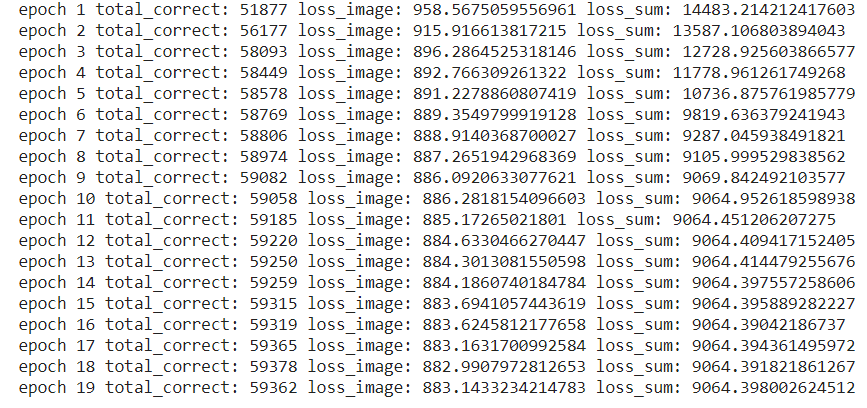 epoch 1 total_correct: 51877 loss_image: 958.5675059556961 loss_sum: 14483.214212417603
epoch 2 total_correct: 56177 loss_image: 915.916613817215 loss_sum: 13587.106803894043
epoch 3 total_correct: 58093 loss_image: 896.2864525318146 loss_sum: 12728.925603866577
epoch 4 total_correct: 58449 loss_image: 892.766309261322 loss_sum: 11778.961261749268
epoch 5 total_correct: 58578 loss_image: 891.2278860807419 loss_sum: 10736.875761985779
epoch 6 total_correct: 58769 loss_image: 889.3549799919128 loss_sum: 9819.636379241943
epoch 7 total_correct: 58806 loss_image: 888.9140368700027 loss_sum: 9287.045938491821
epoch 8 total_correct: 58974 loss_image: 887.2651942968369 loss_sum: 9105.999529838562
epoch 9 total_correct: 59082 loss_image: 886.0920633077621 loss_sum: 9069.842492103577
epoch 10 total_correct: 59058 loss_image: 886.2818154096603 loss_sum: 9064.952618598938
epoch 11 total_correct: 59185 loss_image: 885.17265021801 loss_sum: 9064.451206207275
epoch 12 total_correct: 59220 loss_image: 884.6330466270447 loss_sum: 9064.409417152405
epoch 13 total_correct: 59250 loss_image: 884.3013081550598 loss_sum: 9064.414479255676
epoch 14 total_correct: 59259 loss_image: 884.1860740184784 loss_sum: 9064.397557258606
epoch 15 total_correct: 59315 loss_image: 883.6941057443619 loss_sum: 9064.395889282227
epoch 16 total_correct: 59319 loss_image: 883.6245812177658 loss_sum: 9064.39042186737
epoch 17 total_correct: 59365 loss_image: 883.1631700992584 loss_sum: 9064.394361495972
epoch 18 total_correct: 59378 loss_image: 882.9907972812653 loss_sum: 9064.391821861267
epoch 19 total_correct: 59362 loss_image: 883.1433234214783 loss_sum: 9064.398002624512